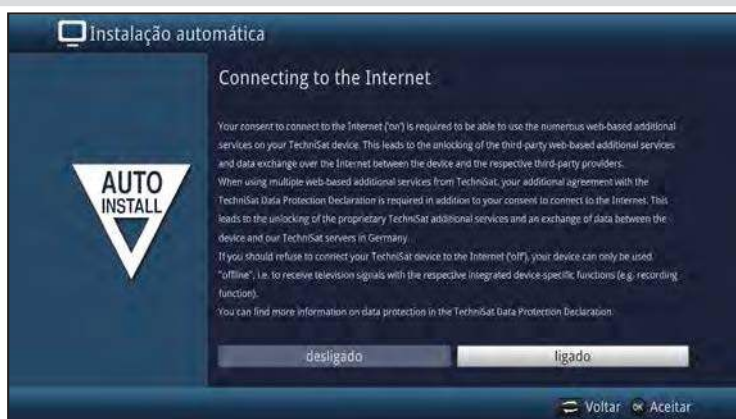 Instalação automática
Connecting to the Internet
Your consent to connect to the Internet ('on') is required to be able to use the numerous web-based additional
services on your TechniSat device. This leads to the unlocking of the third-party web-based additional services
and data exchange over the Internet between the device and the respective third-party providers.
When using multiple web-based additional services from TechniSat, your additional agreement with the
TechniSat Data Protection Declaration is required in addition to your consent to connect to the Internet. This
leads to the unlocking of the proprietary TechniSat additional services and an exchange of data between the
device and our TechniSat servers in Germany.
If you should refuse to connect your TechniSat device to the Internet ('off'), your device can only be used
"offline", i.e. to receive television signals with the respective integrated device-specific functions (e.g. recording
function).
You can find more information on data protection in the TechniSat Data Protection Declaration.
AUTO
INSTALL
desligado ligado
Voltar OK Aceitar